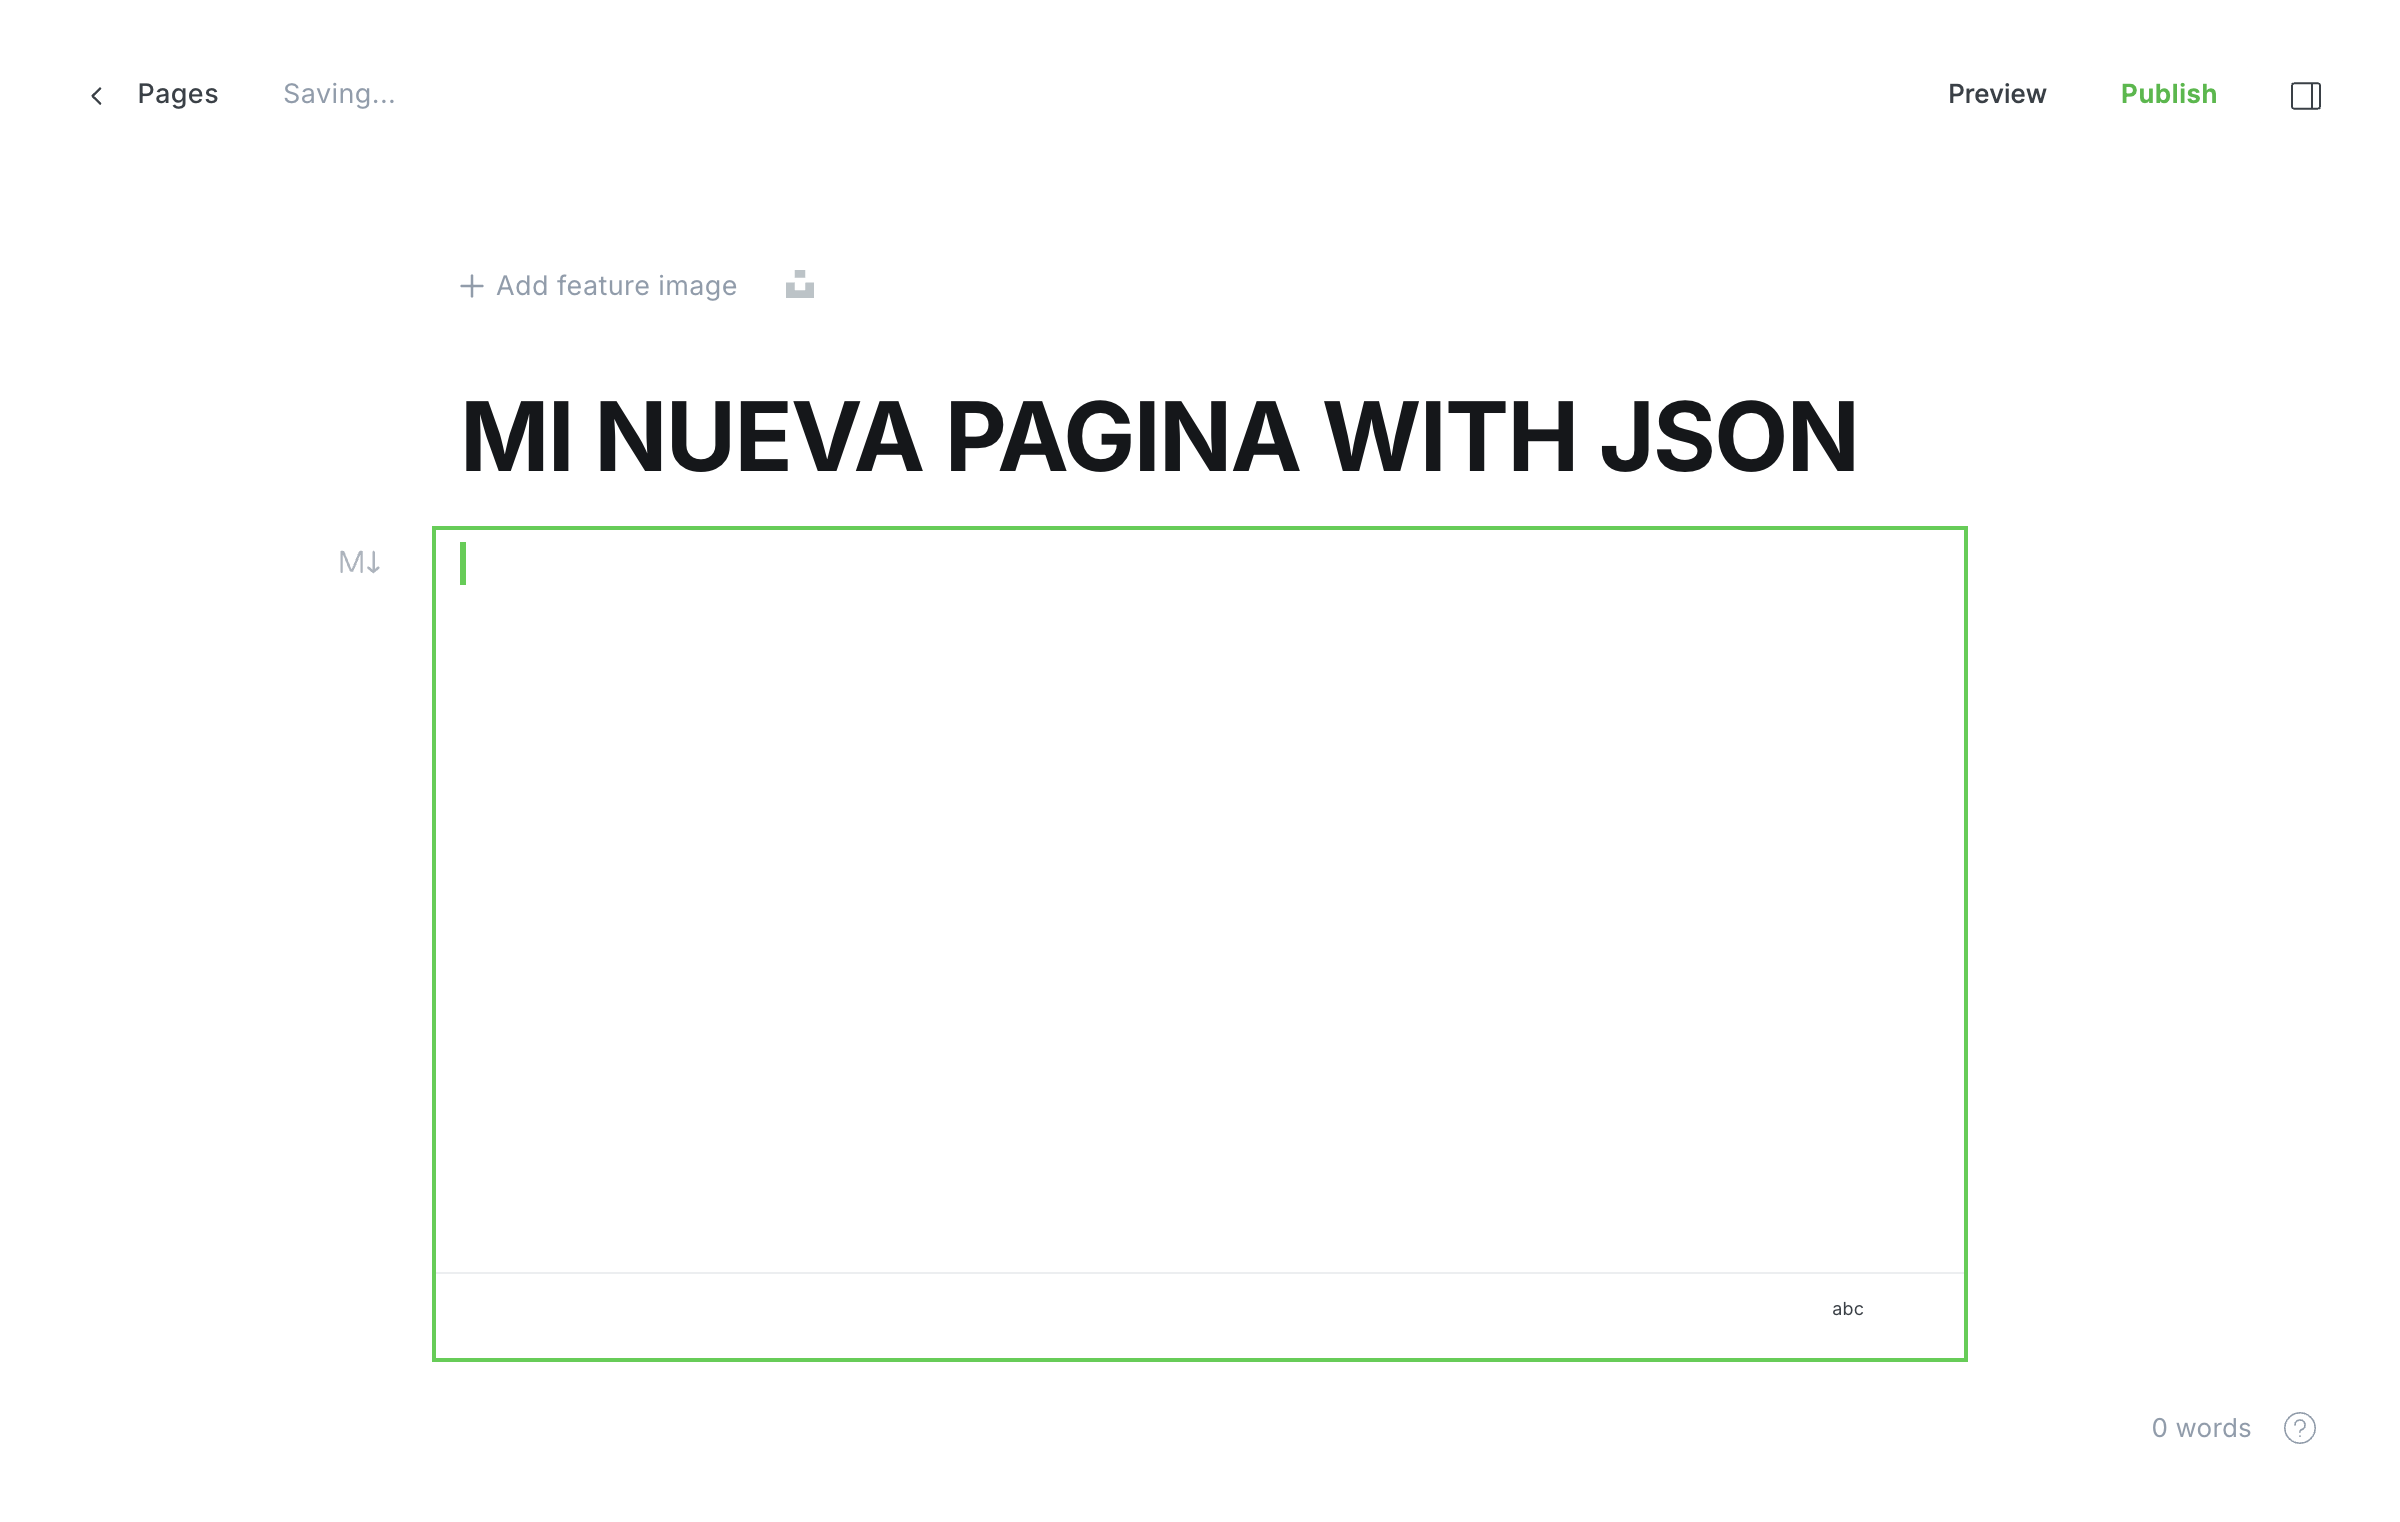 Pages
Saving...
Preview
Publish
Add feature image
MI NUEVA PAGINA WITH JSON
M↓
abc
0 words
?